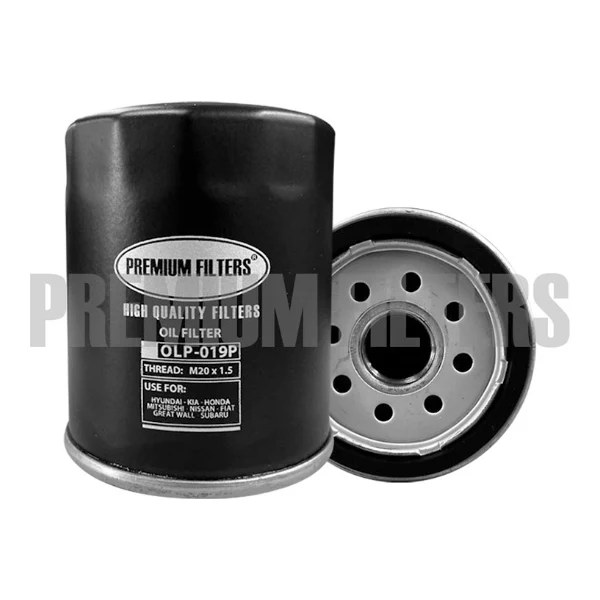 PREMIUM FILTERS®
HIGH QUALITY FILTERS
OIL FILTER
OLP-019P
THREAD: M20 x 1.5
USE FOR:
HYUNDAI - KIA - HONDA
MITSUBISHI - NISSAN - FIAT
GREAT WALL SUBARU
PREMIUM FILTERS